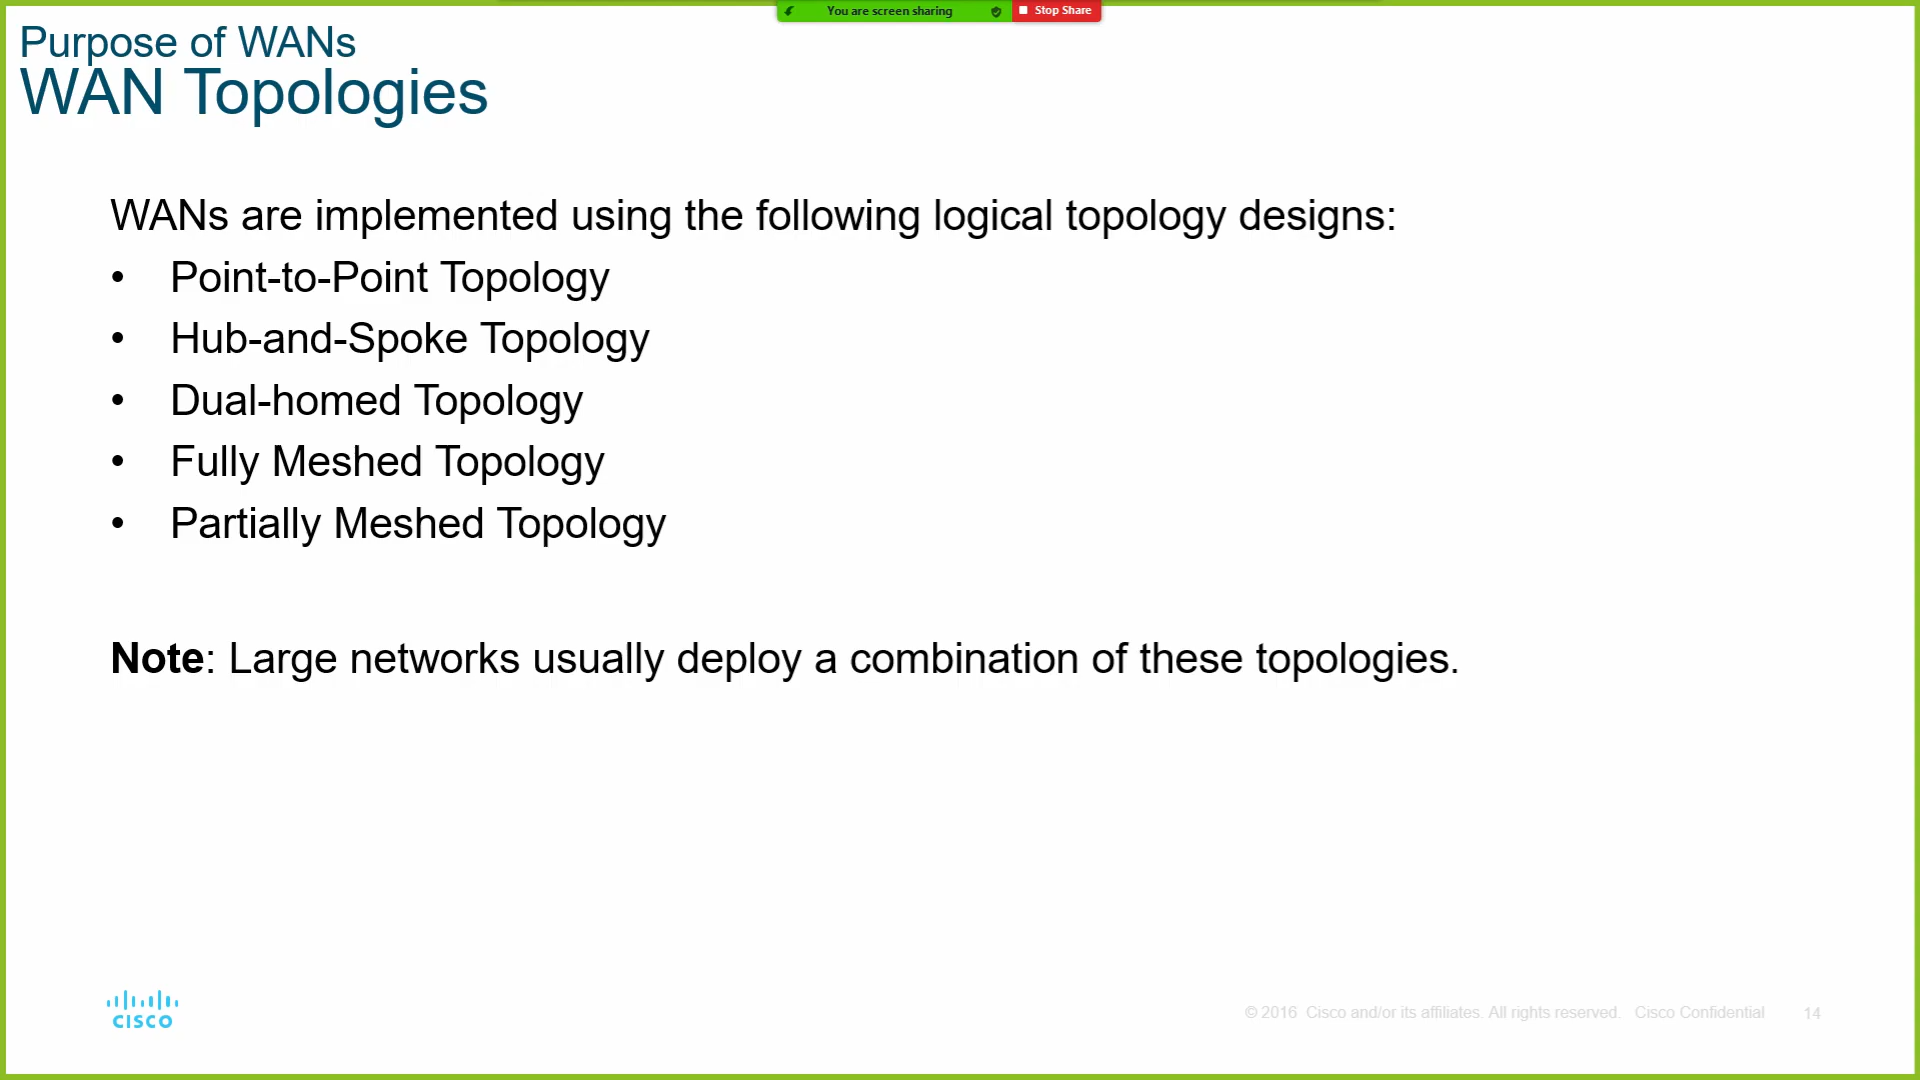 You are screen sharing
Stop Share
Purpose of WANs
WAN Topologies
WANs are implemented using the following logical topology designs:
• Point-to-Point Topology
• Hub-and-Spoke Topology
• Dual-homed Topology
• Fully Meshed Topology
• Partially Meshed Topology
Note: Large networks usually deploy a combination of these topologies.
CISCO
© 2016 Cisco and/or its affiliates. All rights reserved. Cisco Confidential 14